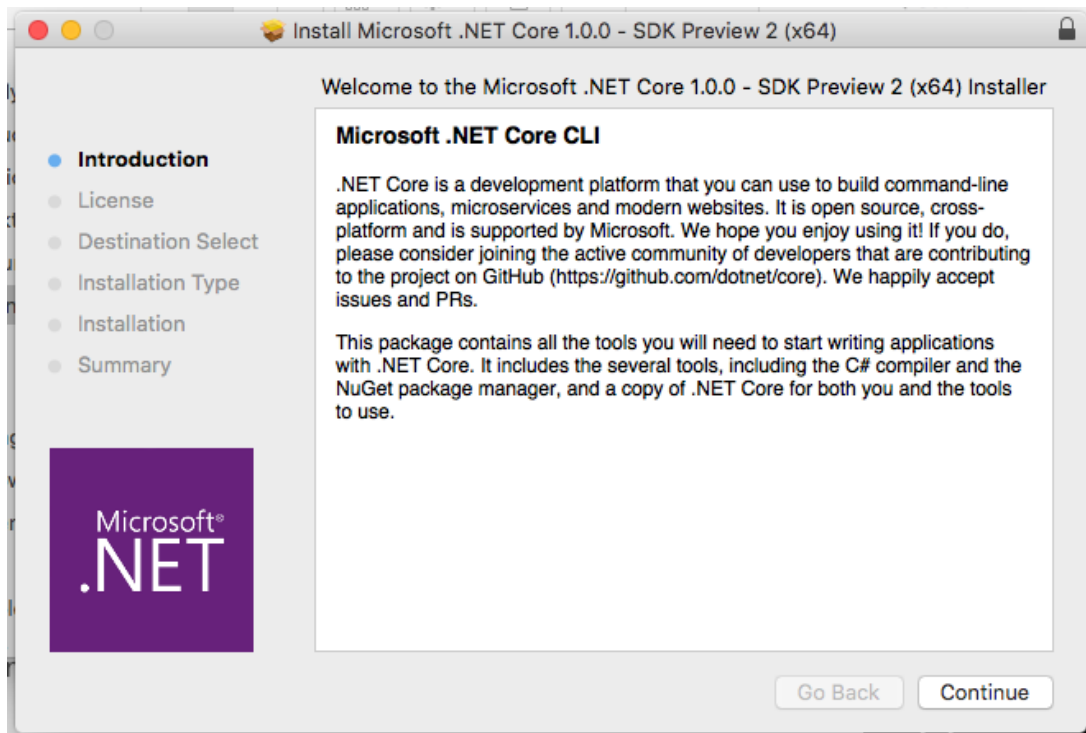 Install Microsoft .NET Core 1.0.0 - SDK Preview 2 (x64)
Welcome to the Microsoft .NET Core 1.0.0 - SDK Preview 2 (x64) Installer
Introduction
License
Destination Select
Installation Type
Installation
Summary
Microsoft .NET Core CLI
.NET Core is a development platform that you can use to build command-line
applications, microservices and modern websites. It is open source, cross-
platform and is supported by Microsoft. We hope you enjoy using it! If you do,
please consider joining the active community of developers that are contributing
to the project on GitHub (https://github.com/dotnet/core). We happily accept
issues and PRs.
This package contains all the tools you will need to start writing applications
with .NET Core. It includes the several tools, including the C# compiler and the
NuGet package manager, and a copy of .NET Core for both you and the tools
to use.
Microsoft®
.NET
Go Back
Continue